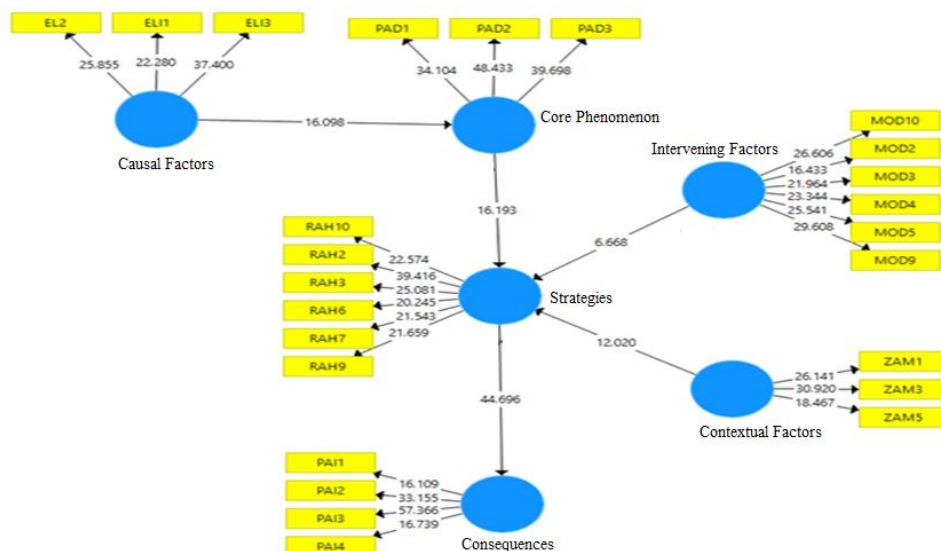 EL2
ELI1
ELI3
PAD1
PAD2
PAD3
25.855
22.280
37.400
34.104
48.433
39.698
16.098
Causal Factors
Core Phenomenon
Intervening Factors
MOD10
MOD2
MOD3
MOD4
MOD5
MOD9
26.606
16.433
21.964
23.344
25.541
29.608
16.193
6.668
RAH10
RAH2
RAH3
RAH6
RAH7
RAH9
22.574
39.416
25.081
20.245
21.543
21.659
Strategies
12.020
ZAM1
ZAM3
ZAM5
26.141
30.920
18.467
Contextual Factors
44.696
PAI1
PAI2
PAI3
PAI4
16.109
33.155
57.366
16.739
Consequences